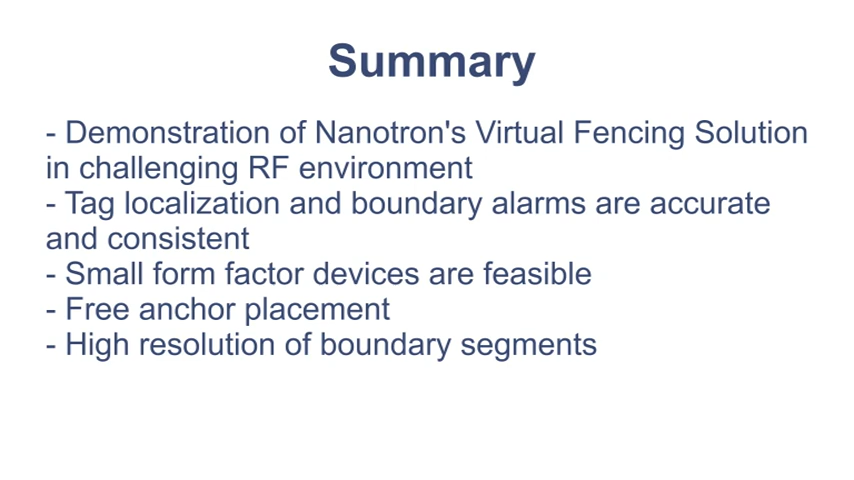 Summary
- Demonstration of Nanotron's Virtual Fencing Solution
in challenging RF environment
- Tag localization and boundary alarms are accurate
and consistent
- Small form factor devices are feasible
- Free anchor placement
- High resolution of boundary segments